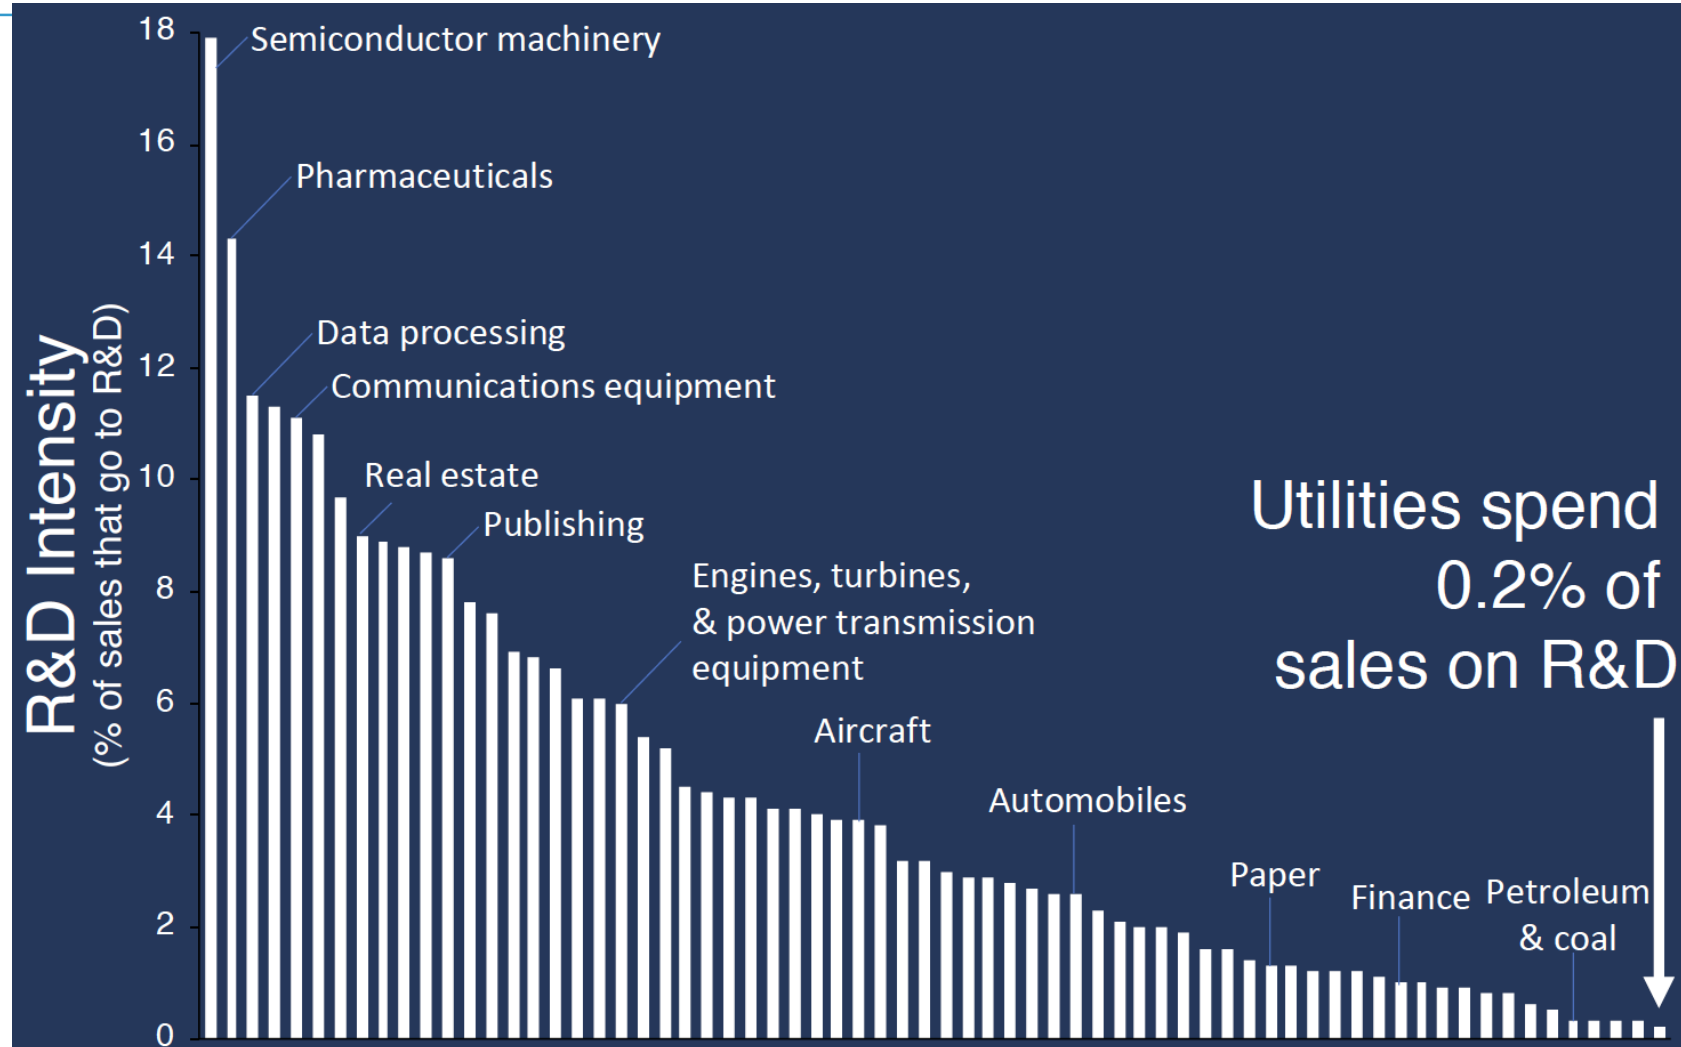 18
16
14
12
10
8
6
4
2
0
R&D Intensity
(% of sales that go to R&D)
Semiconductor machinery
Pharmaceuticals
Data processing
Communications equipment
Real estate
Publishing
Engines, turbines,
& power transmission
equipment
Aircraft
Automobiles
Paper
Finance
Petroleum
& coal
Utilities spend
0.2% of
sales on R&D